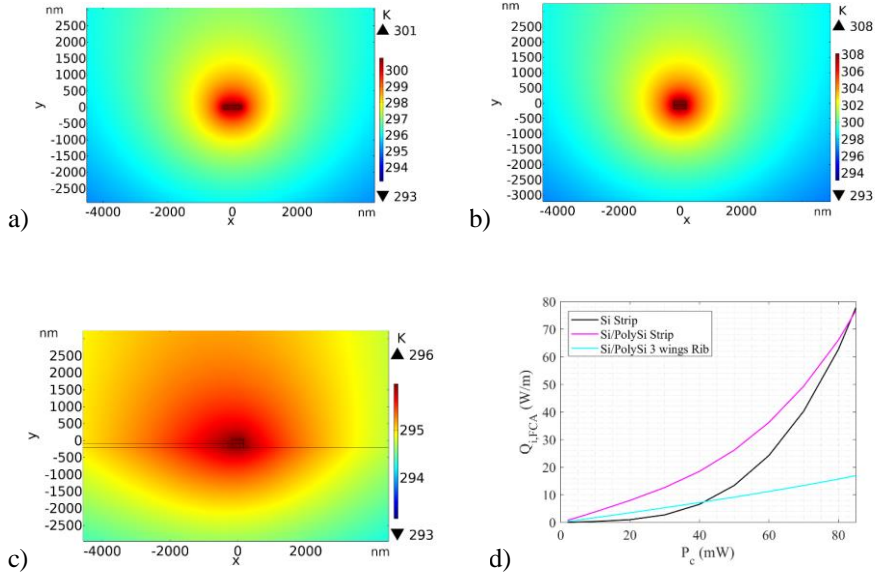 nm
K
301
2500
2000
1500
1000
500
0
-500
-1000
-1500
-2000
-2500
y
300
299
298
297
296
295
294
293
-4000 -2000 0 2000 nm
x
a)
nm
K
308
2500
2000
1500
1000
500
0
-500
-1000
-1500
-2000
-2500
-3000
y
308
306
304
302
300
298
296
294
293
-4000 -2000 0 2000 nm
x
b)
nm
K
296
2500
2000
1500
1000
500
0
-500
-1000
-1500
-2000
-2500
y
295
294
293
-4000 -2000 0 2000 nm
x
c)
80
70
60
50
40
30
20
10
0
Q_i,FCA (W/m)
Si Strip
Si/PolySi Strip
Si/PolySi 3 wings Rib
0 20 40 60 80
P_c (mW)
d)